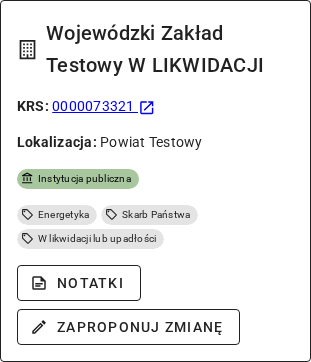 Wojewódzki Zakład
Testowy W LIKWIDACJI
KRS: 0000073321
Lokalizacja: Powiat Testowy
Instytucja publiczna
Energetyka
Skarb Państwa
W likwidacji lub upadłości
NOTATKI
ZAPROPONUJ ZMIANĘ